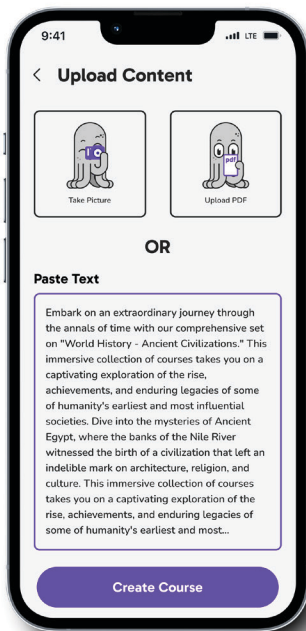 9:41
LTE
Upload Content
pdf
Take Picture
Upload PDF
OR
Paste Text
Embark on an extraordinary journey through
the annals of time with our comprehensive set
on "World History - Ancient Civilizations." This
immersive collection of courses takes you on a
captivating exploration of the rise,
achievements, and enduring legacies of some
of humanity's earliest and most influential
societies. Dive into the mysteries of Ancient
Egypt, where the banks of the Nile River
witnessed the birth of a civilization that left an
indelible mark on architecture, religion, and
culture. This immersive collection of courses
takes you on a captivating exploration of the
rise, achievements, and enduring legacies of
some of humanity's earliest and most...
Create Course